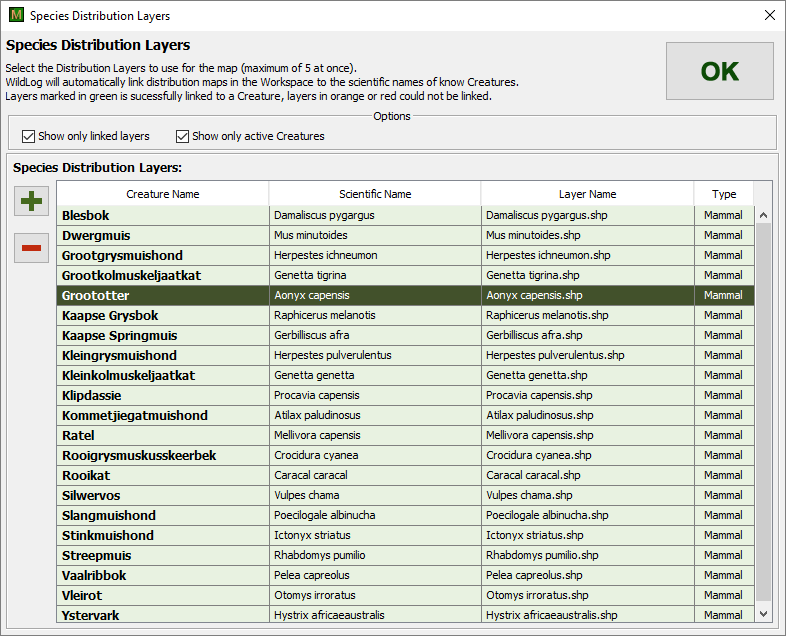 M Species Distribution Layers
Species Distribution Layers
Select the Distribution Layers to use for the map (maximum of 5 at once).
WildLog will automatically link distribution maps in the Workspace to the scientific names of know Creatures.
Layers marked in green is sucessfully linked to a Creature, layers in orange or red could not be linked.
OK
Options
Show only linked layers Show only active Creatures
Species Distribution Layers:
Creature Name Scientific Name Layer Name Type
Blesbok Damaliscus pygargus Damaliscus pygargus.shp Mammal
Dwergmuis Mus minutoides Mus minutoides.shp Mammal
Grootgrysmuishond Herpestes ichneumon Herpestes ichneumon.shp Mammal
Grootkolmuskeljaatkat Genetta tigrina Genetta tigrina.shp Mammal
Groototter Aonyx capensis Aonyx capensis.shp Mammal
Kaapse Grysbok Raphicerus melanotis Raphicerus melanotis.shp Mammal
Kaapse Springmuis Gerbilliscus afra Gerbilliscus afra.shp Mammal
Kleingrysmuishond Herpestes pulverulentus Herpestes pulverulentus.shp Mammal
Kleinkolmuskeljaatkat Genetta genetta Genetta genetta.shp Mammal
Klipdassie Procavia capensis Procavia capensis.shp Mammal
Kommetjiegatmuishond Atilax paludinosus Atilax paludinosus.shp Mammal
Ratel Mellivora capensis Mellivora capensis.shp Mammal
Rooigrysmuskusskeerbek Crocidura cyanea Crocidura cyanea.shp Mammal
Rooikat Caracal caracal Caracal caracal.shp Mammal
Silwervos Vulpes chama Vulpes chama.shp Mammal
Slangmuishond Poecilogale albinucha Poecilogale albinucha.shp Mammal
Stinkmuishond Ictonyx striatus Ictonyx striatus.shp Mammal
Streepmuis Rhabdomys pumilio Rhabdomys pumilio.shp Mammal
Vaalribbok Pelea capreolus Pelea capreolus.shp Mammal
Vleirot Otomys irroratus Otomys irroratus.shp Mammal
Ystervark Hystrix africaeaustralis Hystrix africaeaustralis.shp Mammal